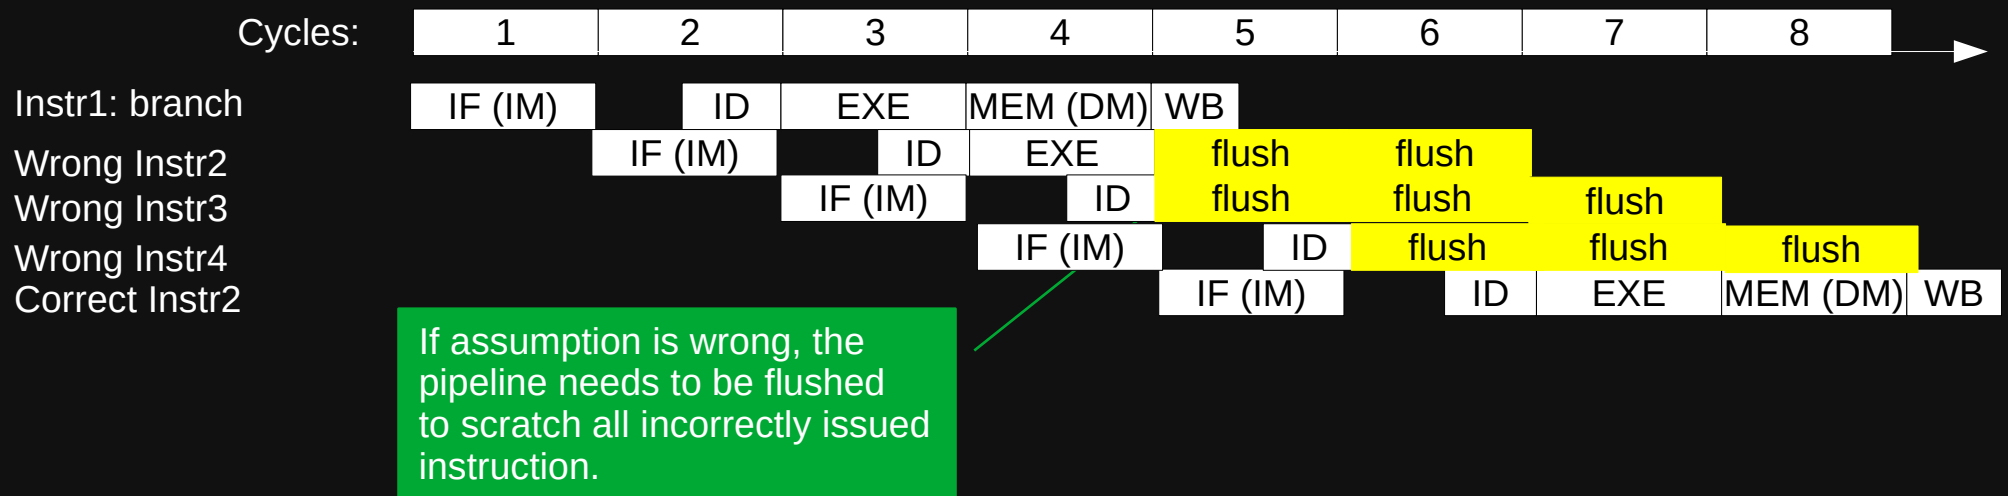 Cycles: 1 2 3 4 5 6 7 8
Instr1: branch IF (IM) ID EXE MEM (DM) WB
Wrong Instr2 IF (IM) ID EXE flush flush
Wrong Instr3 IF (IM) ID flush flush flush
Wrong Instr4 IF (IM) ID flush flush flush
Correct Instr2 IF (IM) ID EXE MEM (DM) WB
If assumption is wrong, the
pipeline needs to be flushed
to scratch all incorrectly issued
instruction.